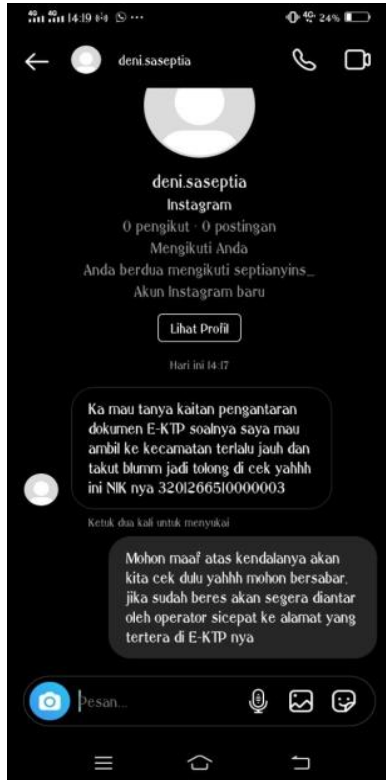 14:19
24%
deni.saseptia
deni.saseptia
Instagram
0 pengikut · 0 postingan
Mengikuti Anda
Anda berdua mengikuti septianyins_
Akun Instagram baru
Lihat Profil
Hari ini 14:17
Ka mau tanya kaitan pengantaran
dokumen E-KTP soalnya saya mau
ambil ke kecamatan terlalu jauh dan
takut blumm jadi tolong di cek yahhh
ini NIK nya 3201266510000003
Ketuk dua kali untuk menyukai
Mohon maaf atas kendalanya akan
kita cek dulu yahhh mohon bersabar,
jika sudah beres akan segera diantar
oleh operator sicepat ke alamat yang
tertera di E-KTP nya
Pesan...